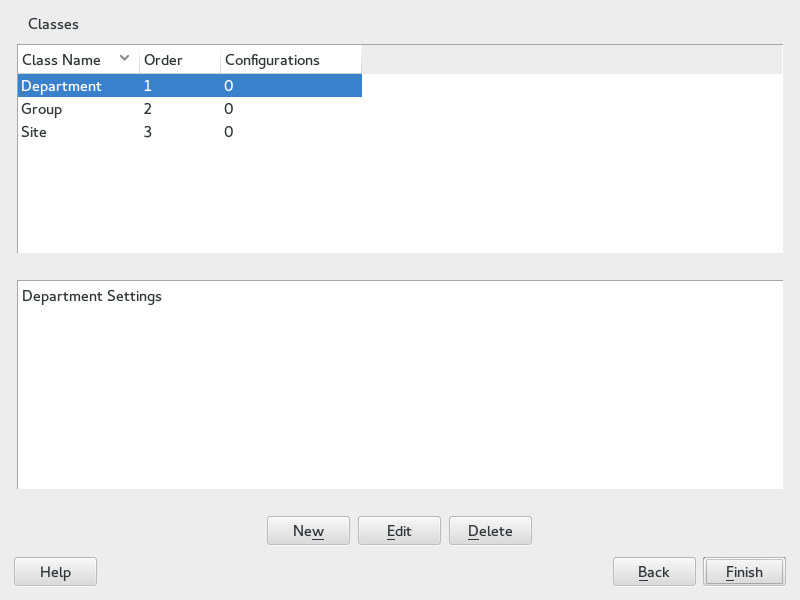 Classes
Class Name Order Configurations
Department 1 0
Group 2 0
Site 3 0
Department Settings
New Edit Delete
Help Back Finish